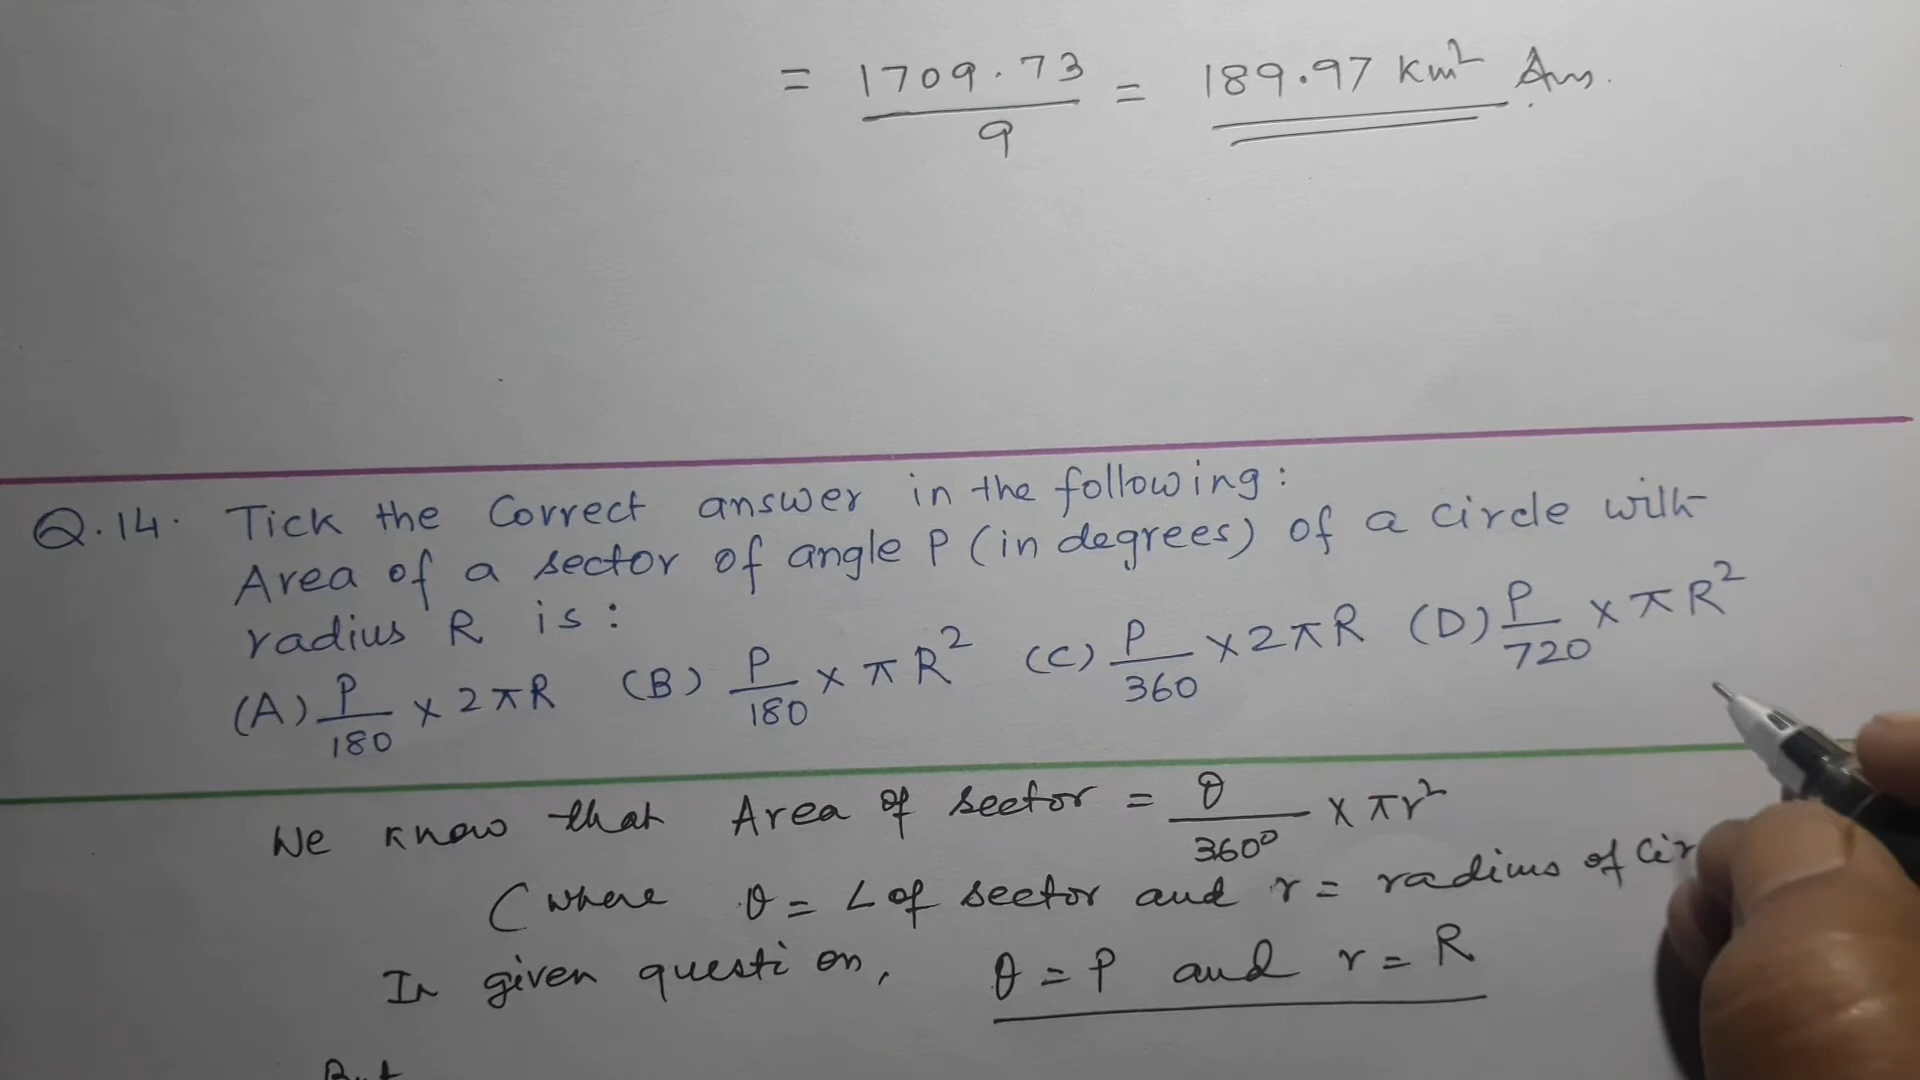 = 1709.73 / 9 = 189.97 Km² Ans.
Q.14. Tick the Correct answer in the following:
Area of a sector of angle P (in degrees) of a circle with
radius R is:
(A) P/180 × 2πR (B) P/180 × πR² (C) P/360 × 2πR (D) P/720 × πR²
We know that Area of sector = θ/360° × πr²
(where θ = ∠ of sector and r = radius of Cir
In given question, θ = P and r = R
But